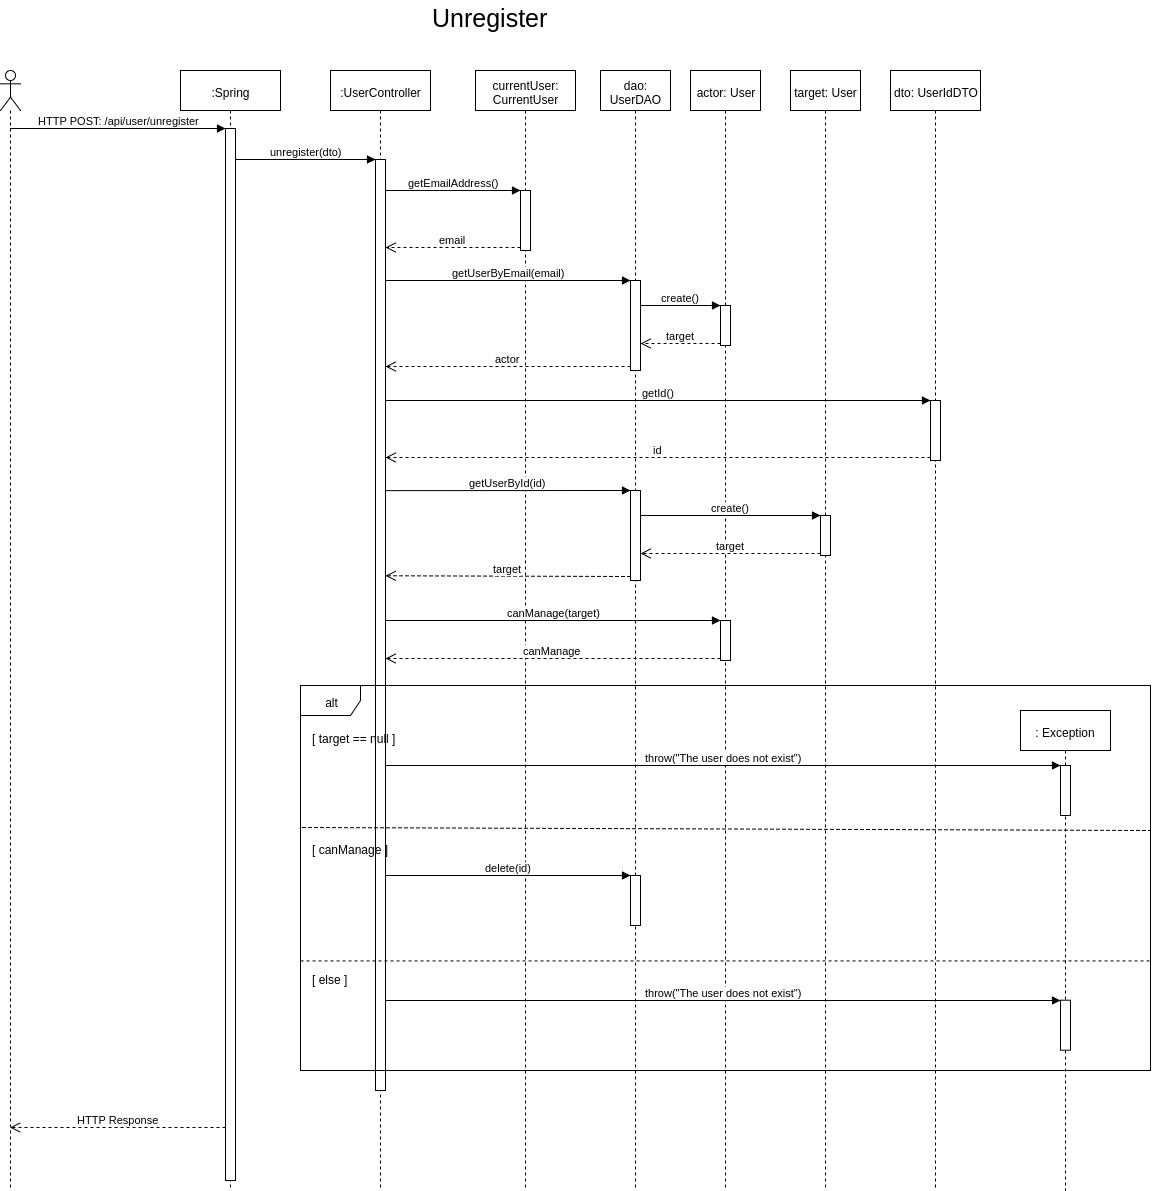 Unregister
:Spring
:UserController
currentUser:
CurrentUser
dao:
UserDAO
actor: User
target: User
dto: UserIdDTO
HTTP POST: /api/user/unregister
unregister(dto)
getEmailAddress()
email
getUserByEmail(email)
create()
target
actor
getId()
id
getUserById(id)
create()
target
target
canManage(target)
canManage
alt
: Exception
[ target == null ]
throw("The user does not exist")
[ canManage ]
delete(id)
[ else ]
throw("The user does not exist")
HTTP Response